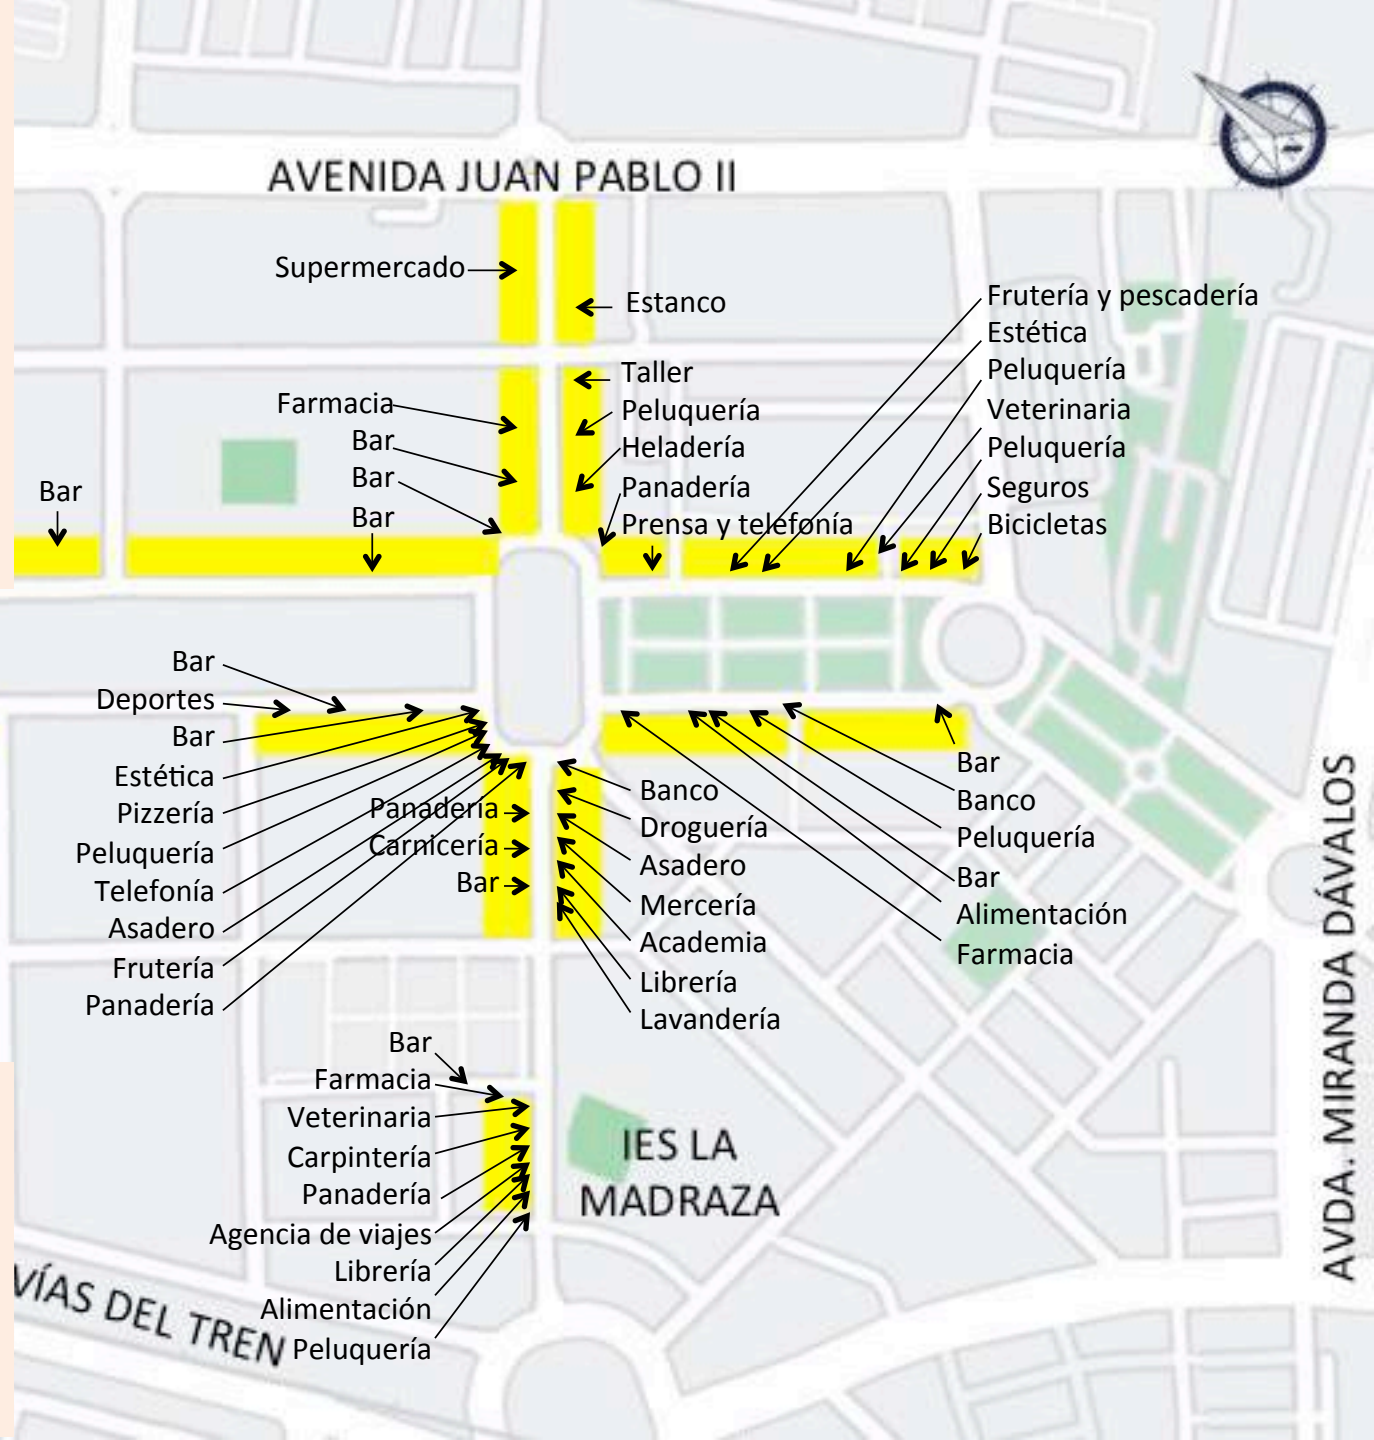 AVENIDA JUAN PABLO II
Supermercado
Estanco
Farmacia
Bar
Bar
Bar
Bar
Taller
Peluquería
Heladería
Panadería
Prensa y telefonía
Frutería y pescadería
Estética
Peluquería
Veterinaria
Peluquería
Seguros
Bicicletas
Bar
Deportes
Bar
Estética
Pizzería
Peluquería
Telefonía
Asadero
Frutería
Panadería
Panadería
Carnicería
Bar
Banco
Droguería
Asadero
Mercería
Academia
Librería
Lavandería
Bar
Banco
Peluquería
Bar
Alimentación
Farmacia
Bar
Farmacia
Veterinaria
Carpintería
Panadería
Agencia de viajes
Librería
Alimentación
Peluquería
IES LA
MADRAZA
VÍAS DEL TREN
AVDA. MIRANDA DÁVALOS